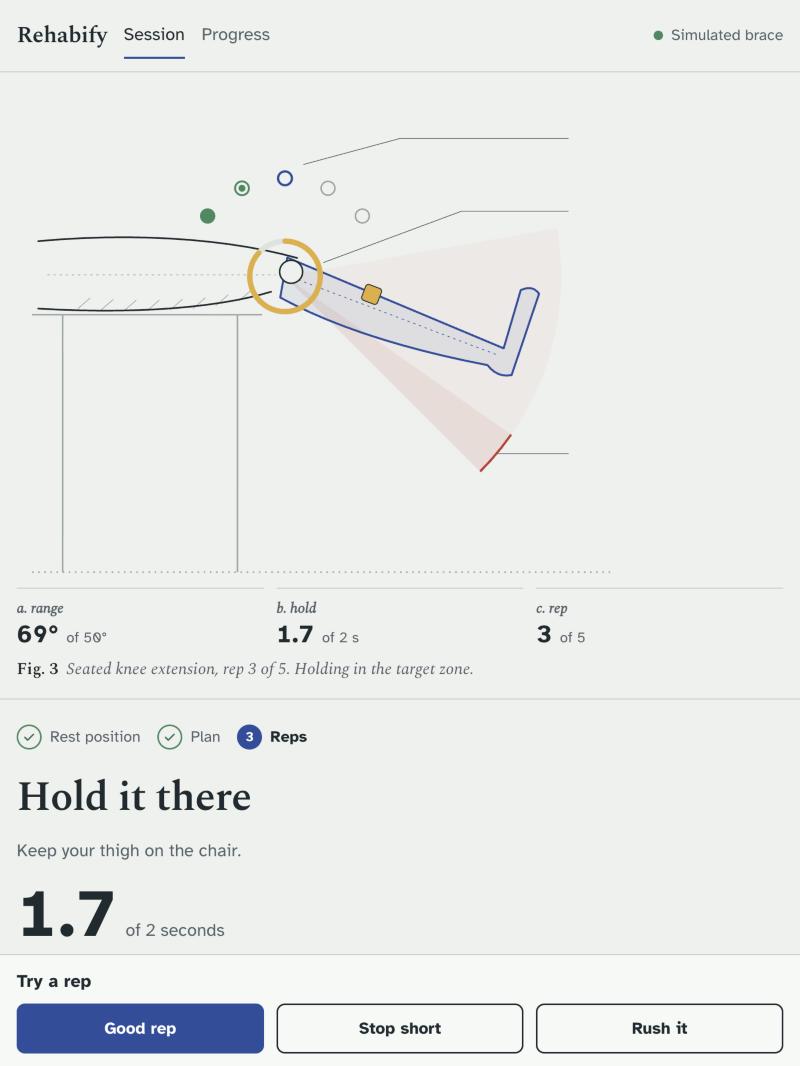 Rehabify Session Progress Simulated brace
a. range b. hold c. rep
69° of 50° 1.7 of 2 s 3 of 5
Fig. 3 Seated knee extension, rep 3 of 5. Holding in the target zone.
Rest position Plan 3 Reps
Hold it there
Keep your thigh on the chair.
1.7 of 2 seconds
Try a rep
Good rep Stop short Rush it